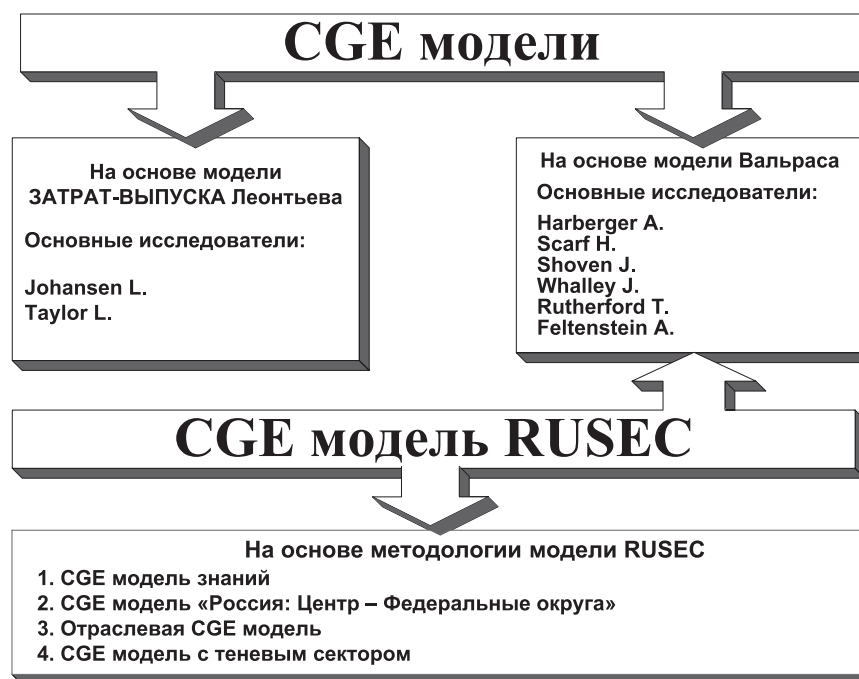 CGE модели
На основе модели
ЗАТРАТ-ВЫПУСКА Леонтьева
Основные исследователи:
Johansen L.
Taylor L.
На основе модели Вальраса
Основные исследователи:
Harberger A.
Scarf H.
Shoven J.
Whalley J.
Rutherford T.
Feltenstein A.
CGE модель RUSEC
На основе методологии модели RUSEC
1. CGE модель знаний
2. CGE модель «Россия: Центр – Федеральные округа»
3. Отраслевая CGE модель
4. CGE модель с теневым сектором